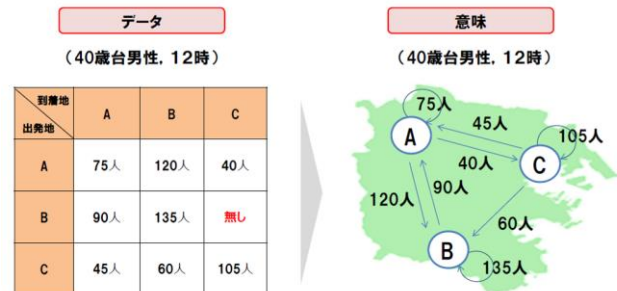 データ
（40歳台男性，12時）
到着地
出発地
A B C
A 75人 120人 40人
B 90人 135人 無し
C 45人 60人 105人
意味
（40歳台男性，12時）
75人
45人
105人
A
40人
C
120人
90人
60人
B
135人